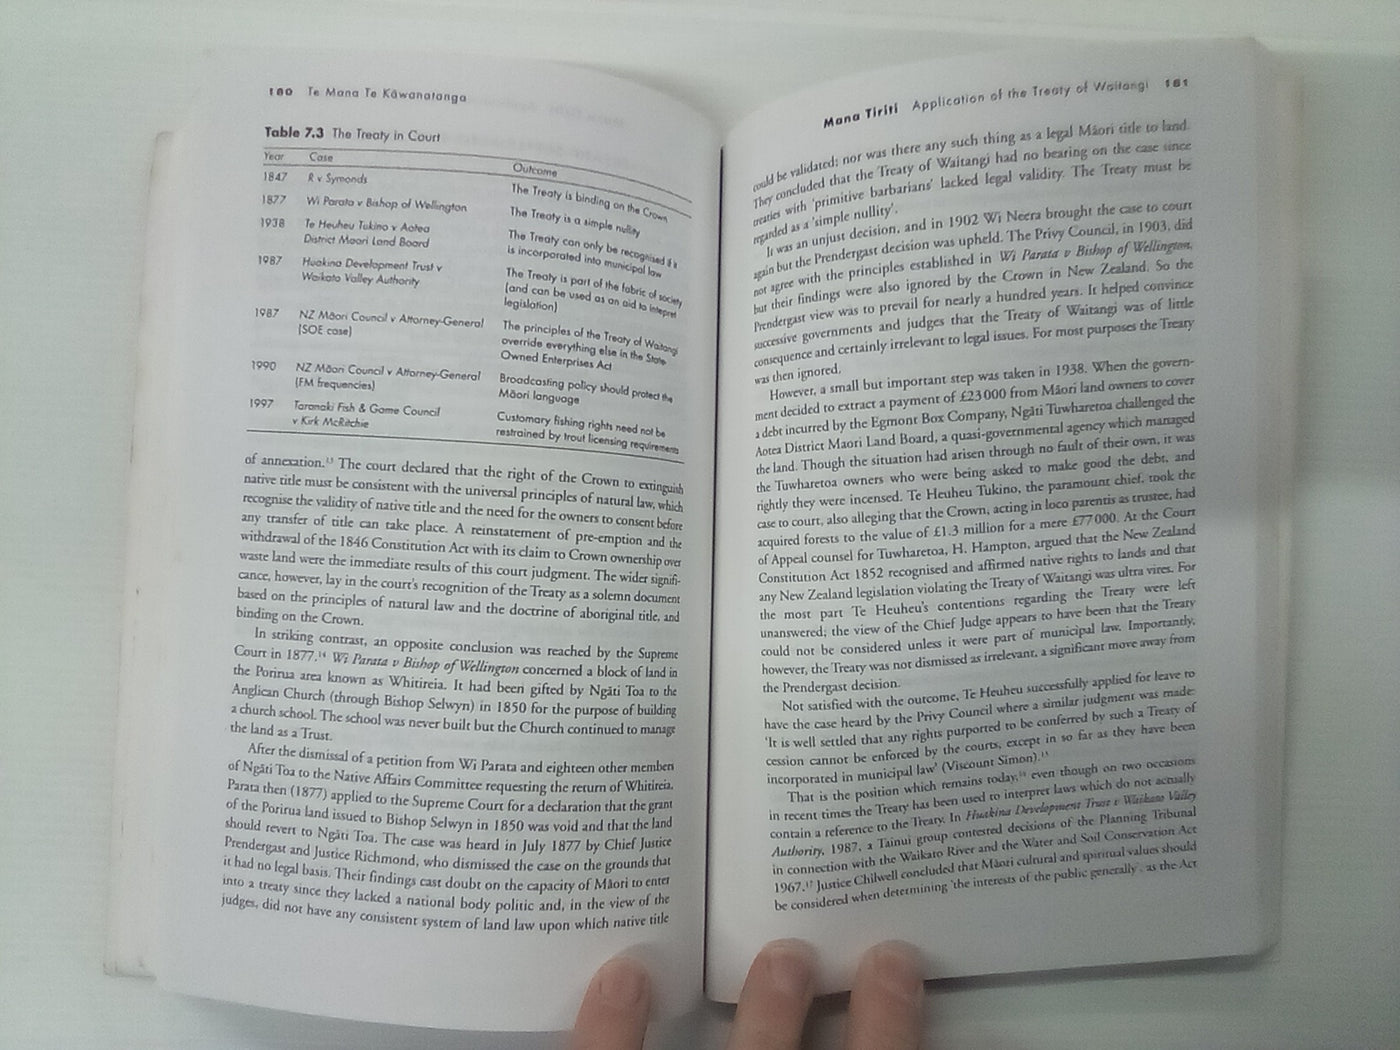 180 Te Mana Te Kāwanatanga
Table 7.3 The Treaty in Court
Year Case Outcome
1847 R v Symonds The Treaty is binding on the Crown
1877 Wi Parata v Bishop of Wellington The Treaty is a simple nullity
1938 Te Heuheu Tukino v Aotea The Treaty can only be recognised if it
District Maori Land Board is incorporated into municipal law
1987 Huakina Development Trust v The Treaty is part of the fabric of society
Waikato Valley Authority (and can be used as an aid to interpret
legislation)
1987 NZ Māori Council v Attorney-General The principles of the Treaty of Waitangi
(SOE case) override everything else in the State
Owned Enterprises Act
1990 NZ Māori Council v Attorney-General Broadcasting policy should protect the
(FM frequencies) Māori language
1997 Taranaki Fish & Game Council Customary fishing rights need not be
v Kirk McRitchie restrained by trout licensing requirements
of annexation.¹³ The court declared that the right of the Crown to extinguish
native title must be consistent with the universal principles of natural law, which
recognise the validity of native title and the need for the owners to consent before
any transfer of title can take place. A reinstatement of pre-emption and the
withdrawal of the 1846 Constitution Act with its claim to Crown ownership over
waste land were the immediate results of this court judgment. The wider signifi-
cance, however, lay in the court's recognition of the Treaty as a solemn document
based on the principles of natural law and the doctrine of aboriginal title, and
binding on the Crown.
In striking contrast, an opposite conclusion was reached by the Supreme
Court in 1877.¹⁴ Wi Parata v Bishop of Wellington concerned a block of land in
the Porirua area known as Whitireia. It had been gifted by Ngāti Toa to the
Anglican Church (through Bishop Selwyn) in 1850 for the purpose of building
a church school. The school was never built but the Church continued to manage
the land as a Trust.
After the dismissal of a petition from Wi Parata and eighteen other members
of Ngāti Toa to the Native Affairs Committee requesting the return of Whitireia,
Parata then (1877) applied to the Supreme Court for a declaration that the grant
of the Porirua land issued to Bishop Selwyn in 1850 was void and that the land
should revert to Ngāti Toa. The case was heard in July 1877 by Chief Justice
Prendergast and Justice Richmond, who dismissed the case on the grounds that
it had no legal basis. Their findings cast doubt on the capacity of Māori to enter
into a treaty since they lacked a national body politic and, in the view of the
judges, did not have any consistent system of land law upon which native title
Mana Tiriti Application of the Treaty of Waitangi 181
could be validated; nor was there any such thing as a legal Māori title to land.
They concluded that the Treaty of Waitangi had no bearing on the case since
treaties with 'primitive barbarians' lacked legal validity. The Treaty must be
regarded as a 'simple nullity'.
It was an unjust decision, and in 1902 Wi Neera brought the case to court
again but the Prendergast decision was upheld. The Privy Council, in 1903, did
not agree with the principles established in Wi Parata v Bishop of Wellington,
but their findings were also ignored by the Crown in New Zealand. So the
Prendergast view was to prevail for nearly a hundred years. It helped convince
successive governments and judges that the Treaty of Waitangi was of little
consequence and certainly irrelevant to legal issues. For most purposes the Treaty
was then ignored.
However, a small but important step was taken in 1938. When the govern-
ment decided to extract a payment of £23 000 from Māori land owners to cover
a debt incurred by the Egmont Box Company, Ngāti Tuwharetoa challenged the
Aotea District Maori Land Board, a quasi-governmental agency which managed
the land. Though the situation had arisen through no fault of their own, it was
the Tuwharetoa owners who were being asked to make good the debt, and
rightly they were incensed. Te Heuheu Tukino, the paramount chief, took the
case to court, also alleging that the Crown, acting in loco parentis as trustee, had
acquired forests to the value of £1.3 million for a mere £77 000. At the Court
of Appeal counsel for Tuwharetoa, H. Hampton, argued that the New Zealand
Constitution Act 1852 recognised and affirmed native rights to lands and that
any New Zealand legislation violating the Treaty of Waitangi was ultra vires. For
the most part Te Heuheu's contentions regarding the Treaty were left
unanswered; the view of the Chief Judge appears to have been that the Treaty
could not be considered unless it were part of municipal law. Importantly,
however, the Treaty was not dismissed as irrelevant, a significant move away from
the Prendergast decision.
Not satisfied with the outcome, Te Heuheu successfully applied for leave to
have the case heard by the Privy Council where a similar judgment was made:
'It is well settled that any rights purported to be conferred by such a Treaty of
cession cannot be enforced by the courts, except in so far as they have been
incorporated in municipal law' (Viscount Simon).¹⁵
That is the position which remains today,¹⁶ even though on two occasions
in recent times the Treaty has been used to interpret laws which do not actually
contain a reference to the Treaty. In Huakina Development Trust v Waikato Valley
Authority, 1987, a Tainui group contested decisions of the Planning Tribunal
in connection with the Waikato River and the Water and Soil Conservation Act
1967.¹⁷ Justice Chilwell concluded that Māori cultural and spiritual values should
be considered when determining 'the interests of the public generally', as the Act